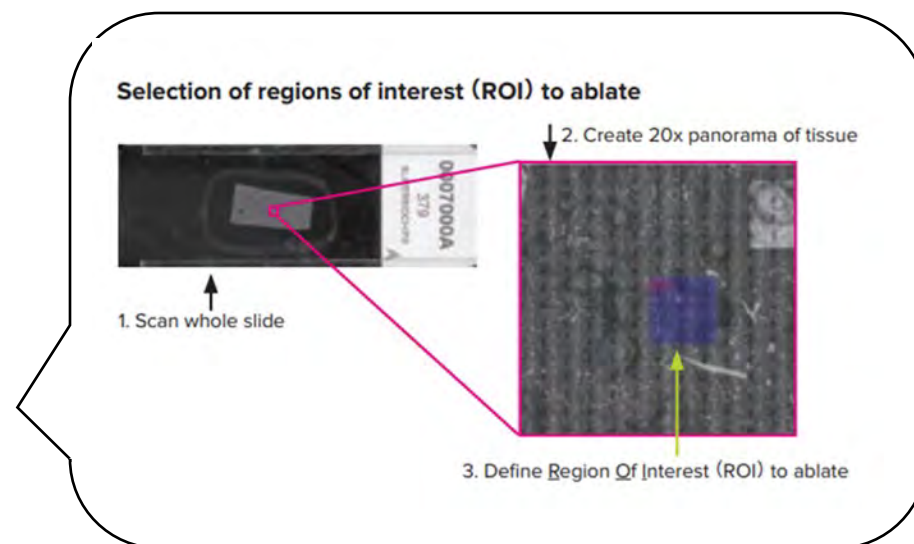 Selection of regions of interest (ROI) to ablate
2. Create 20x panorama of tissue
0007000A
379
1. Scan whole slide
3. Define Region Of Interest (ROI) to ablate